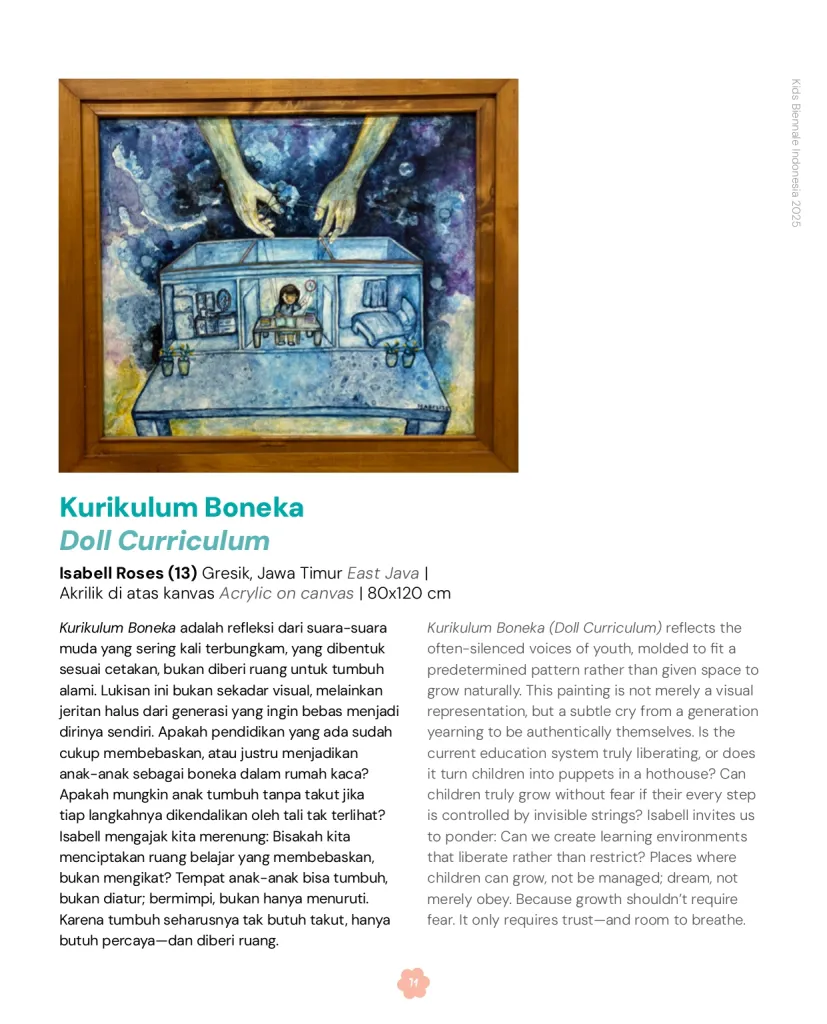 Kids Biennale Indonesia 2025
Kurikulum Boneka
Doll Curriculum
Isabell Roses (13) Gresik, Jawa Timur East Java |
Akrilik di atas kanvas Acrylic on canvas | 80x120 cm
Kurikulum Boneka adalah refleksi dari suara-suara
muda yang sering kali terbungkam, yang dibentuk
sesuai cetakan, bukan diberi ruang untuk tumbuh
alami. Lukisan ini bukan sekadar visual, melainkan
jeritan halus dari generasi yang ingin bebas menjadi
dirinya sendiri. Apakah pendidikan yang ada sudah
cukup membebaskan, atau justru menjadikan
anak-anak sebagai boneka dalam rumah kaca?
Apakah mungkin anak tumbuh tanpa takut jika
tiap langkahnya dikendalikan oleh tali tak terlihat?
Isabell mengajak kita merenung: Bisakah kita
menciptakan ruang belajar yang membebaskan,
bukan mengikat? Tempat anak-anak bisa tumbuh,
bukan diatur; bermimpi, bukan hanya menuruti.
Karena tumbuh seharusnya tak butuh takut, hanya
butuh percaya—dan diberi ruang.
Kurikulum Boneka (Doll Curriculum) reflects the
often-silenced voices of youth, molded to fit a
predetermined pattern rather than given space to
grow naturally. This painting is not merely a visual
representation, but a subtle cry from a generation
yearning to be authentically themselves. Is the
current education system truly liberating, or does
it turn children into puppets in a hothouse? Can
children truly grow without fear if their every step
is controlled by invisible strings? Isabell invites us
to ponder: Can we create learning environments
that liberate rather than restrict? Places where
children can grow, not be managed; dream, not
merely obey. Because growth shouldn't require
fear. It only requires trust—and room to breathe.